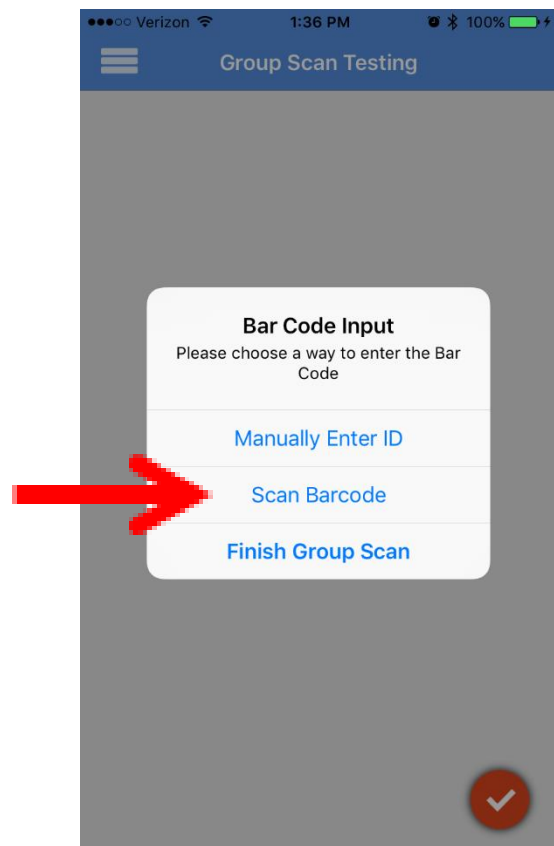 Verizon 1:36 PM 100%
Group Scan Testing
Bar Code Input
Please choose a way to enter the Bar
Code
Manually Enter ID
Scan Barcode
Finish Group Scan